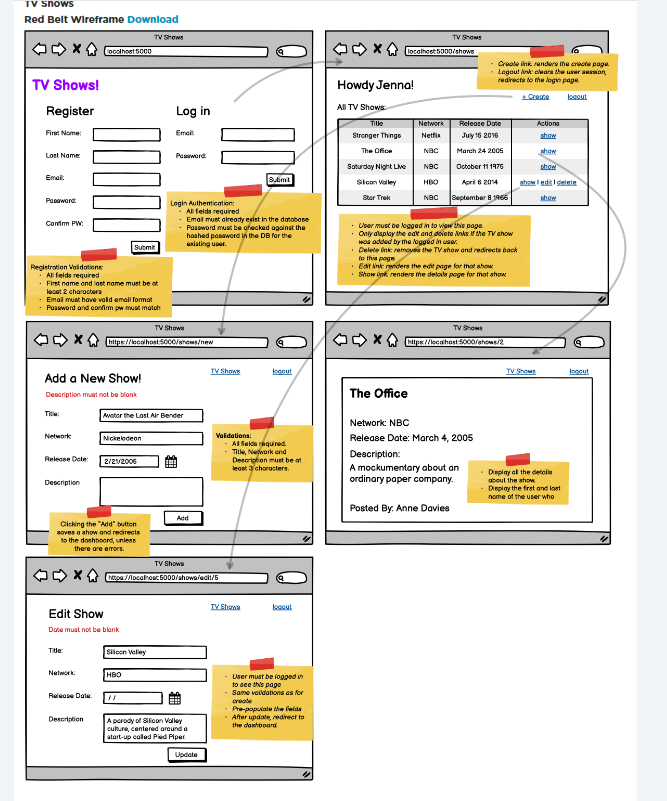 TV Shows
Red Belt Wireframe Download
TV Shows
localhost:5000
TV Shows!
Register
Log in
First Name:
Last Name:
Email:
Password:
Confirm PW:
Submit
Email:
Password:
Submit
Login Authentication:
· All fields required
· Email must already exist in the database
· Password must be checked against the
hashed password in the DB for the
existing user.
Registration Validations:
· All fields required
· First name and last name must be at
least 2 characters
· Email must have valid email format
· Password and confirm pw must match
TV Shows
localhost:5000/shows
· Create link: renders the create page.
· Logout link: clears the user session,
redirects to the login page.
Howdy Jenna!
+ Create
logout
All TV Shows:
Title Network Release Date Actions
Stronger Things Netflix July 15 2016 show
The Office NBC March 24 2005 show
Saturday Night Live NBC October 11 1975 show
Silicon Valley HBO April 6 2014 show | edit | delete
Star Trek NBC September 8 1966 show
· User must be logged in to view this page.
· Only display the edit and delete links if the TV show
was added by the logged in user.
· Delete link: removes the TV show and redirects back
to this page.
· Edit link: renders the edit page for that show.
· Show link: renders the details page for that show.
TV Shows
https://localhost:5000/shows/new
TV Shows
logout
Add a New Show!
Description must not be blank
Title:
Avatar the Last Air Bender
Network:
Nickelodeon
Release Date:
2/21/2005
Description
Add
Validations:
· All fields required.
· Title, Network and
Description must be at
least 3 characters.
Clicking the "Add" button
saves a show and redirects
to the dashboard, unless
there are errors.
TV Shows
https://localhost:5000/shows/2
TV Shows
logout
The Office
Network: NBC
Release Date: March 4, 2005
Description:
A mockumentary about an
ordinary paper company.
Posted By: Anne Davies
· Display all the details
about the show.
· Display the first and last
name of the user who
TV Shows
https://localhost:5000/shows/edit/5
TV Shows
logout
Edit Show
Date must not be blank
Title:
Silicon Valley
Network:
HBO
Release Date:
/ /
Description
A parody of Silicon Valley
culture, centered around a
start-up called Pied Piper.
Update
· User must be logged in
to see this page
· Same validations as for
create
· Pre-populate the fields
· After update, redirect to
the dashboard.